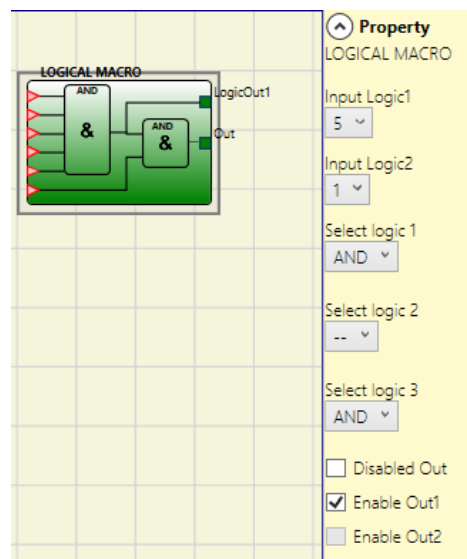 LOGICAL MACRO
AND
&
AND
&
LogicOut1
Out
Property
LOGICAL MACRO
Input Logic1
5
Input Logic2
1
Select logic 1
AND
Select logic 2
--
Select logic 3
AND
Disabled Out
Enable Out1
Enable Out2